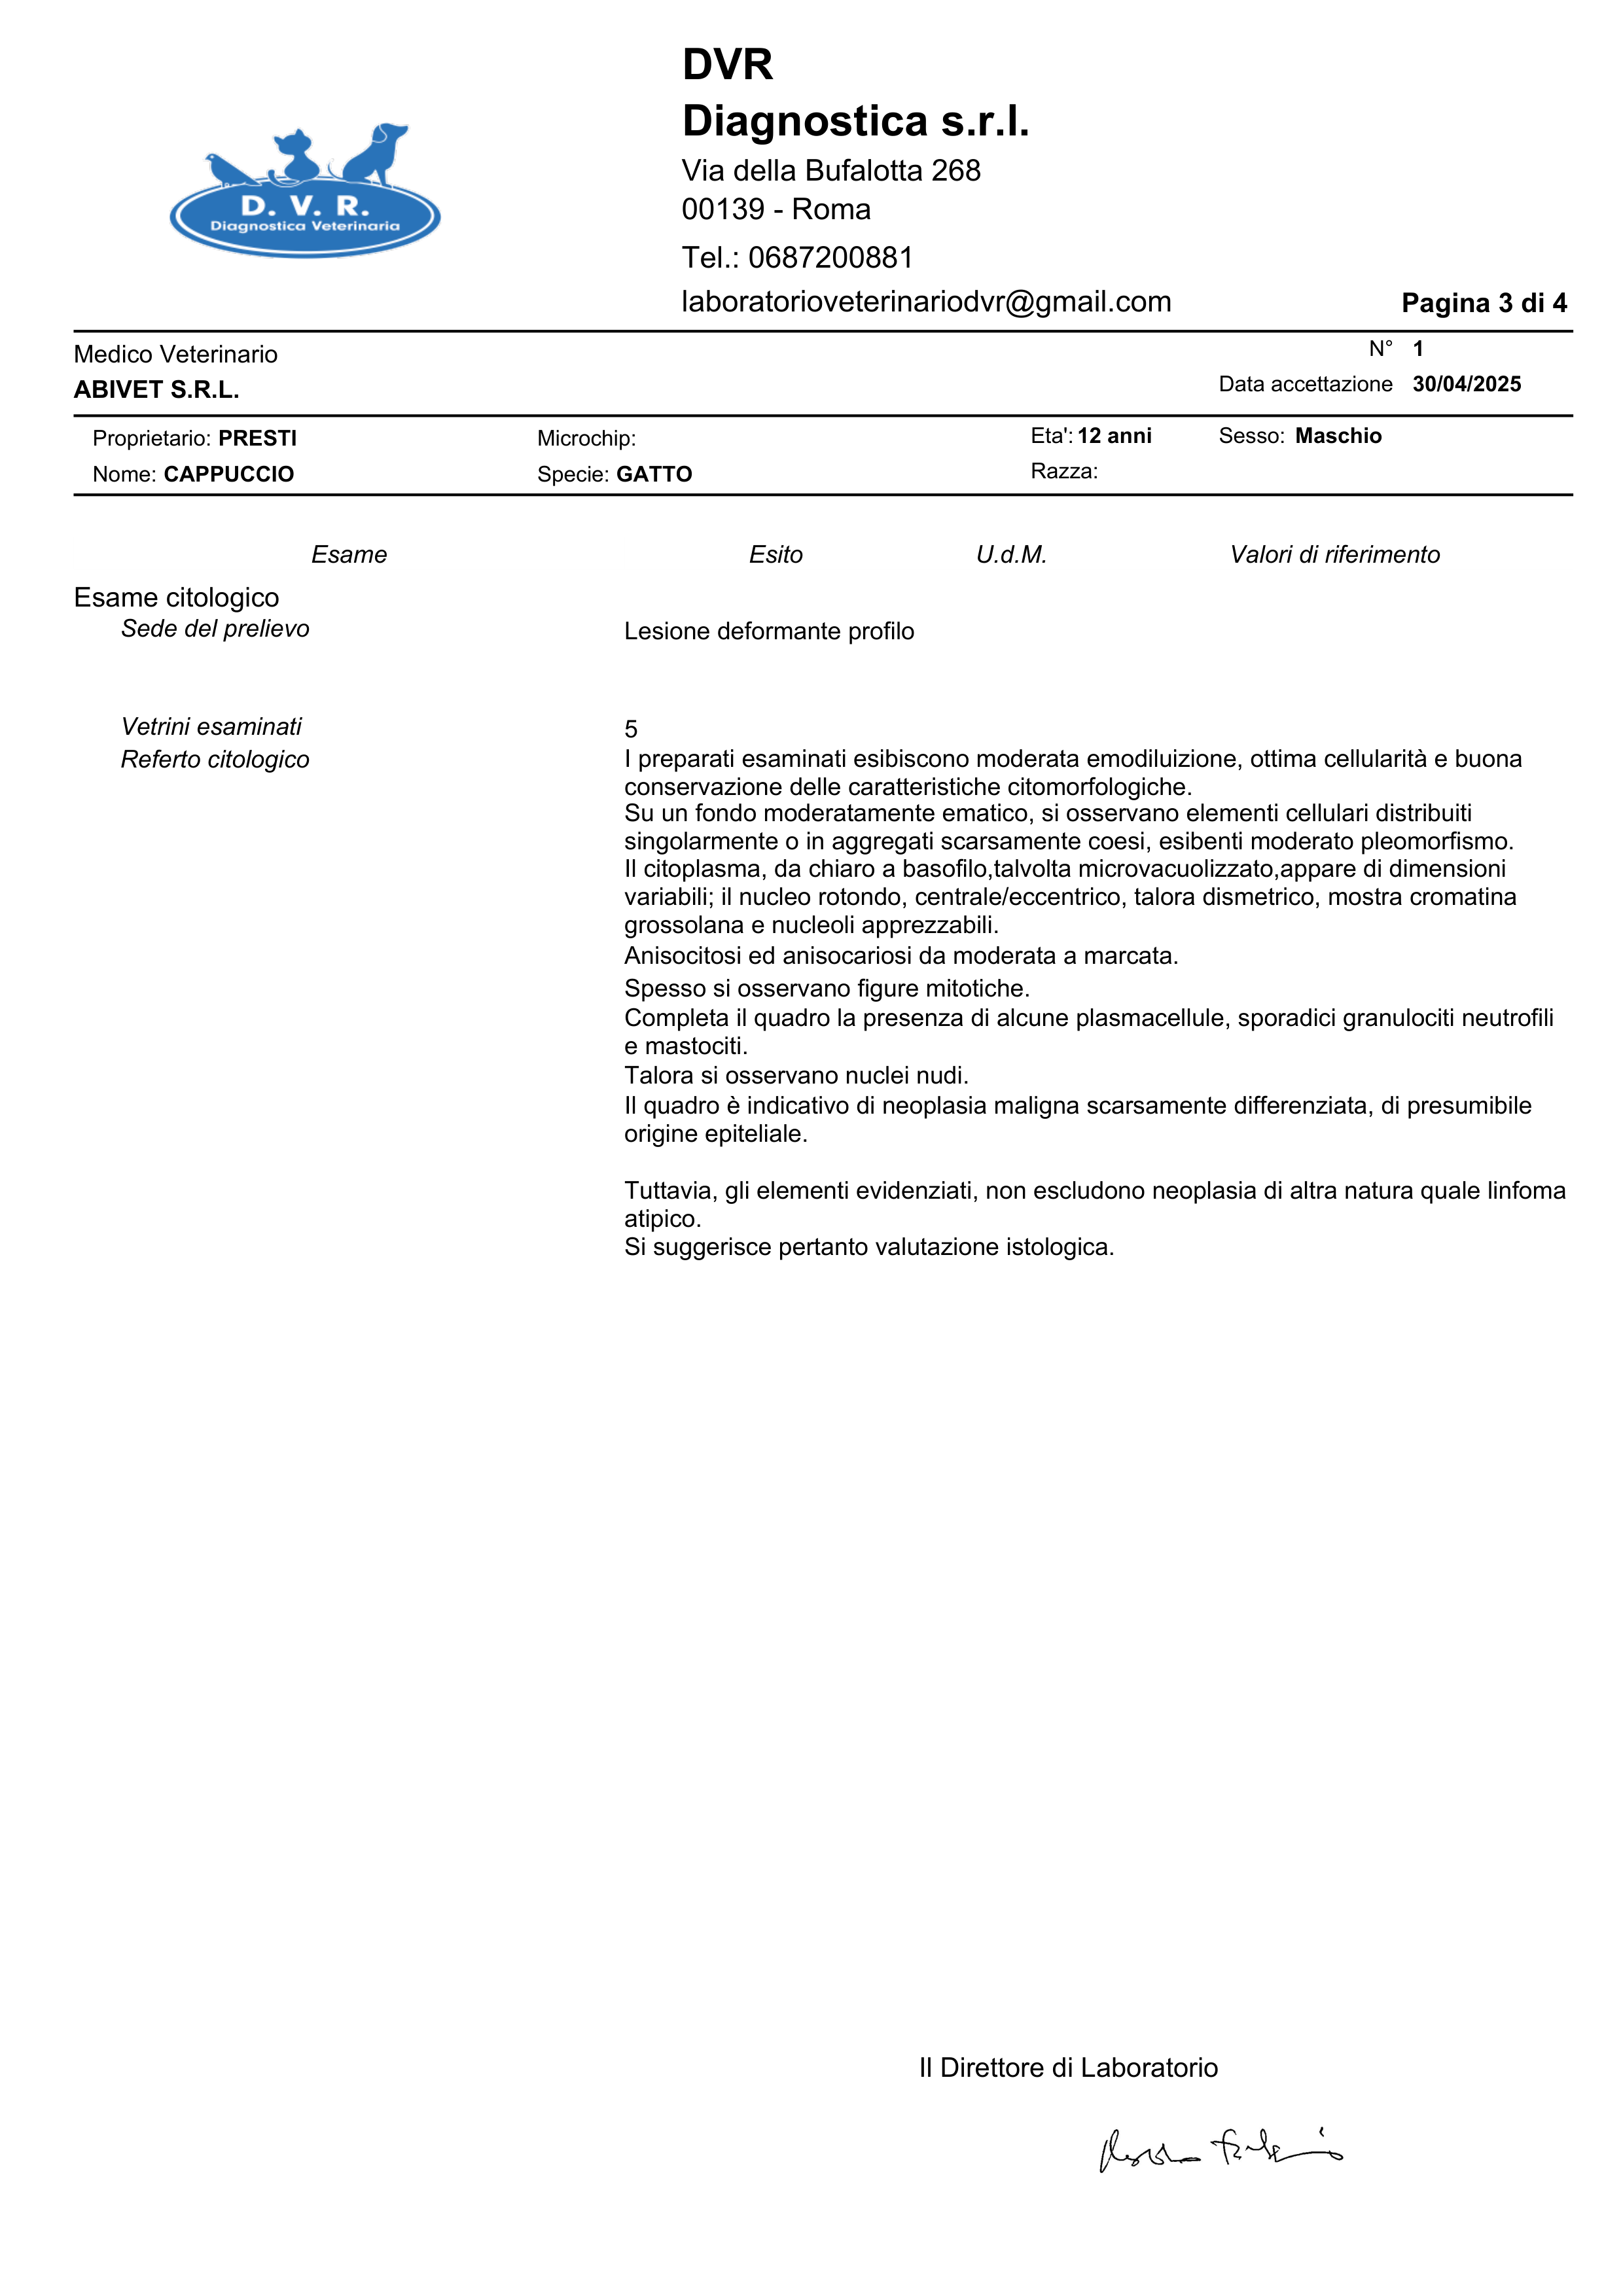 DVR
Diagnostica s.r.l.
Via della Bufalotta 268
00139 - Roma
Tel.: 0687200881
laboratorioveterinariodvr@gmail.com
Pagina 3 di 4
D. V. R.
Diagnostica Veterinaria
Medico Veterinario
N° 1
ABIVET S.R.L.
Data accettazione 30/04/2025
Proprietario: PRESTI Microchip: Eta': 12 anni Sesso: Maschio
Nome: CAPPUCCIO Specie: GATTO Razza:
Esame Esito U.d.M. Valori di riferimento
Esame citologico
Sede del prelievo Lesione deformante profilo
Vetrini esaminati 5
Referto citologico I preparati esaminati esibiscono moderata emodiluizione, ottima cellularità e buona
conservazione delle caratteristiche citomorfologiche.
Su un fondo moderatamente ematico, si osservano elementi cellulari distribuiti
singolarmente o in aggregati scarsamente coesi, esibenti moderato pleomorfismo.
Il citoplasma, da chiaro a basofilo,talvolta microvacuolizzato,appare di dimensioni
variabili; il nucleo rotondo, centrale/eccentrico, talora dismetrico, mostra cromatina
grossolana e nucleoli apprezzabili.
Anisocitosi ed anisocariosi da moderata a marcata.
Spesso si osservano figure mitotiche.
Completa il quadro la presenza di alcune plasmacellule, sporadici granulociti neutrofili
e mastociti.
Talora si osservano nuclei nudi.
Il quadro è indicativo di neoplasia maligna scarsamente differenziata, di presumibile
origine epiteliale.
Tuttavia, gli elementi evidenziati, non escludono neoplasia di altra natura quale linfoma
atipico.
Si suggerisce pertanto valutazione istologica.
Il Direttore di Laboratorio